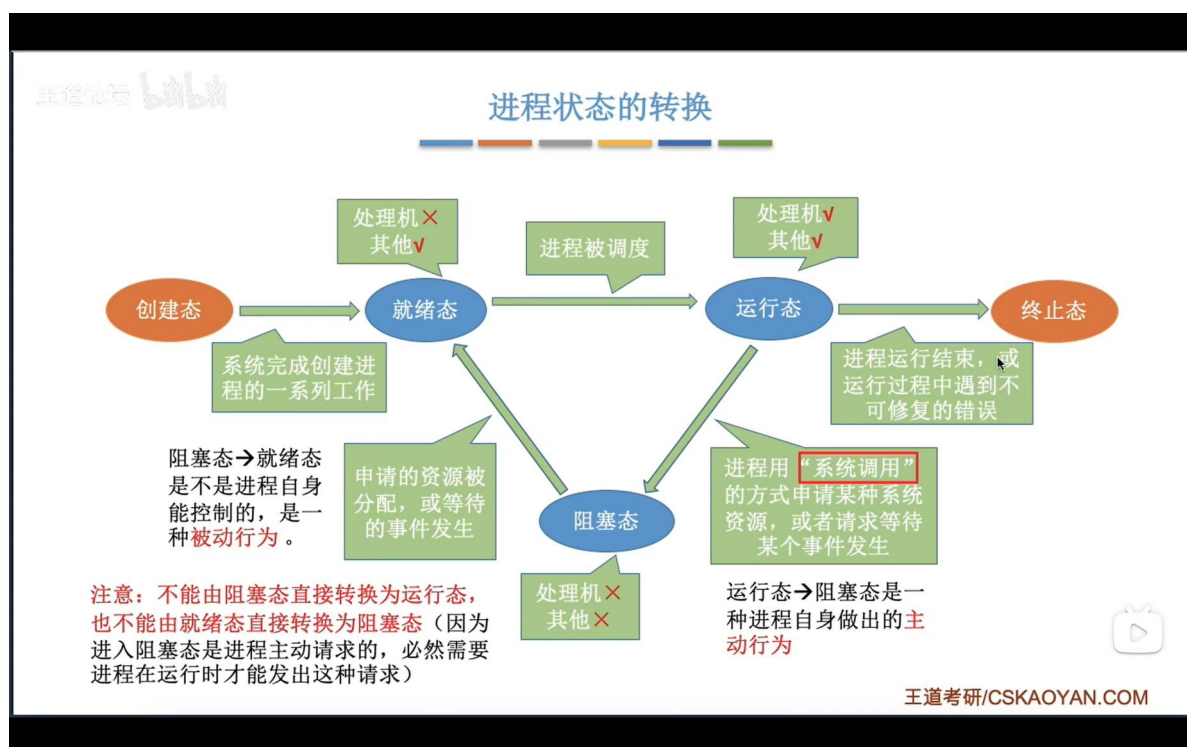 王道论坛 bilibili
进程状态的转换
处理机×
其他√
进程被调度
处理机√
其他√
创建态
就绪态
运行态
终止态
系统完成创建进
程的一系列工作
进程运行结束，或
运行过程中遇到不
可修复的错误
阻塞态→就绪态
是不是进程自身
能控制的，是一
种被动行为。
申请的资源被
分配，或等待
的事件发生
阻塞态
进程用“系统调用”
的方式申请某种系统
资源，或者请求等待
某个事件发生
处理机×
其他×
运行态→阻塞态是一
种进程自身做出的主
动行为
注意：不能由阻塞态直接转换为运行态，
也不能由就绪态直接转换为阻塞态（因为
进入阻塞态是进程主动请求的，必然需要
进程在运行时才能发出这种请求）
王道考研/CSKAOYAN.COM